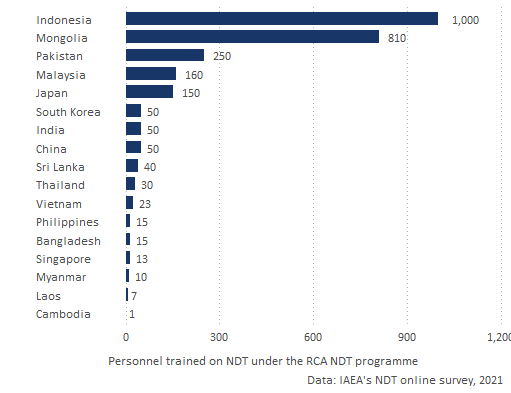 Indonesia 1,000
Mongolia 810
Pakistan 250
Malaysia 160
Japan 150
South Korea 50
India 50
China 50
Sri Lanka 40
Thailand 30
Vietnam 23
Philippines 15
Bangladesh 15
Singapore 13
Myanmar 10
Laos 7
Cambodia 1
0 300 600 900 1,200
Personnel trained on NDT under the RCA NDT programme
Data: IAEA's NDT online survey, 2021